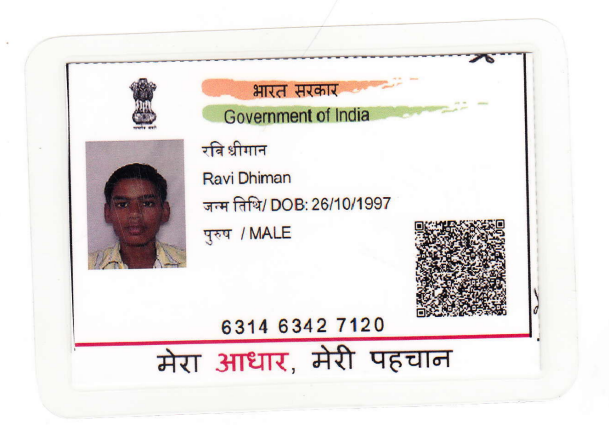 भारत सरकार
Government of India
रवि धीमान
Ravi Dhiman
जन्म तिथि/ DOB: 26/10/1997
पुरुष / MALE
6314 6342 7120
मेरा आधार, मेरी पहचान